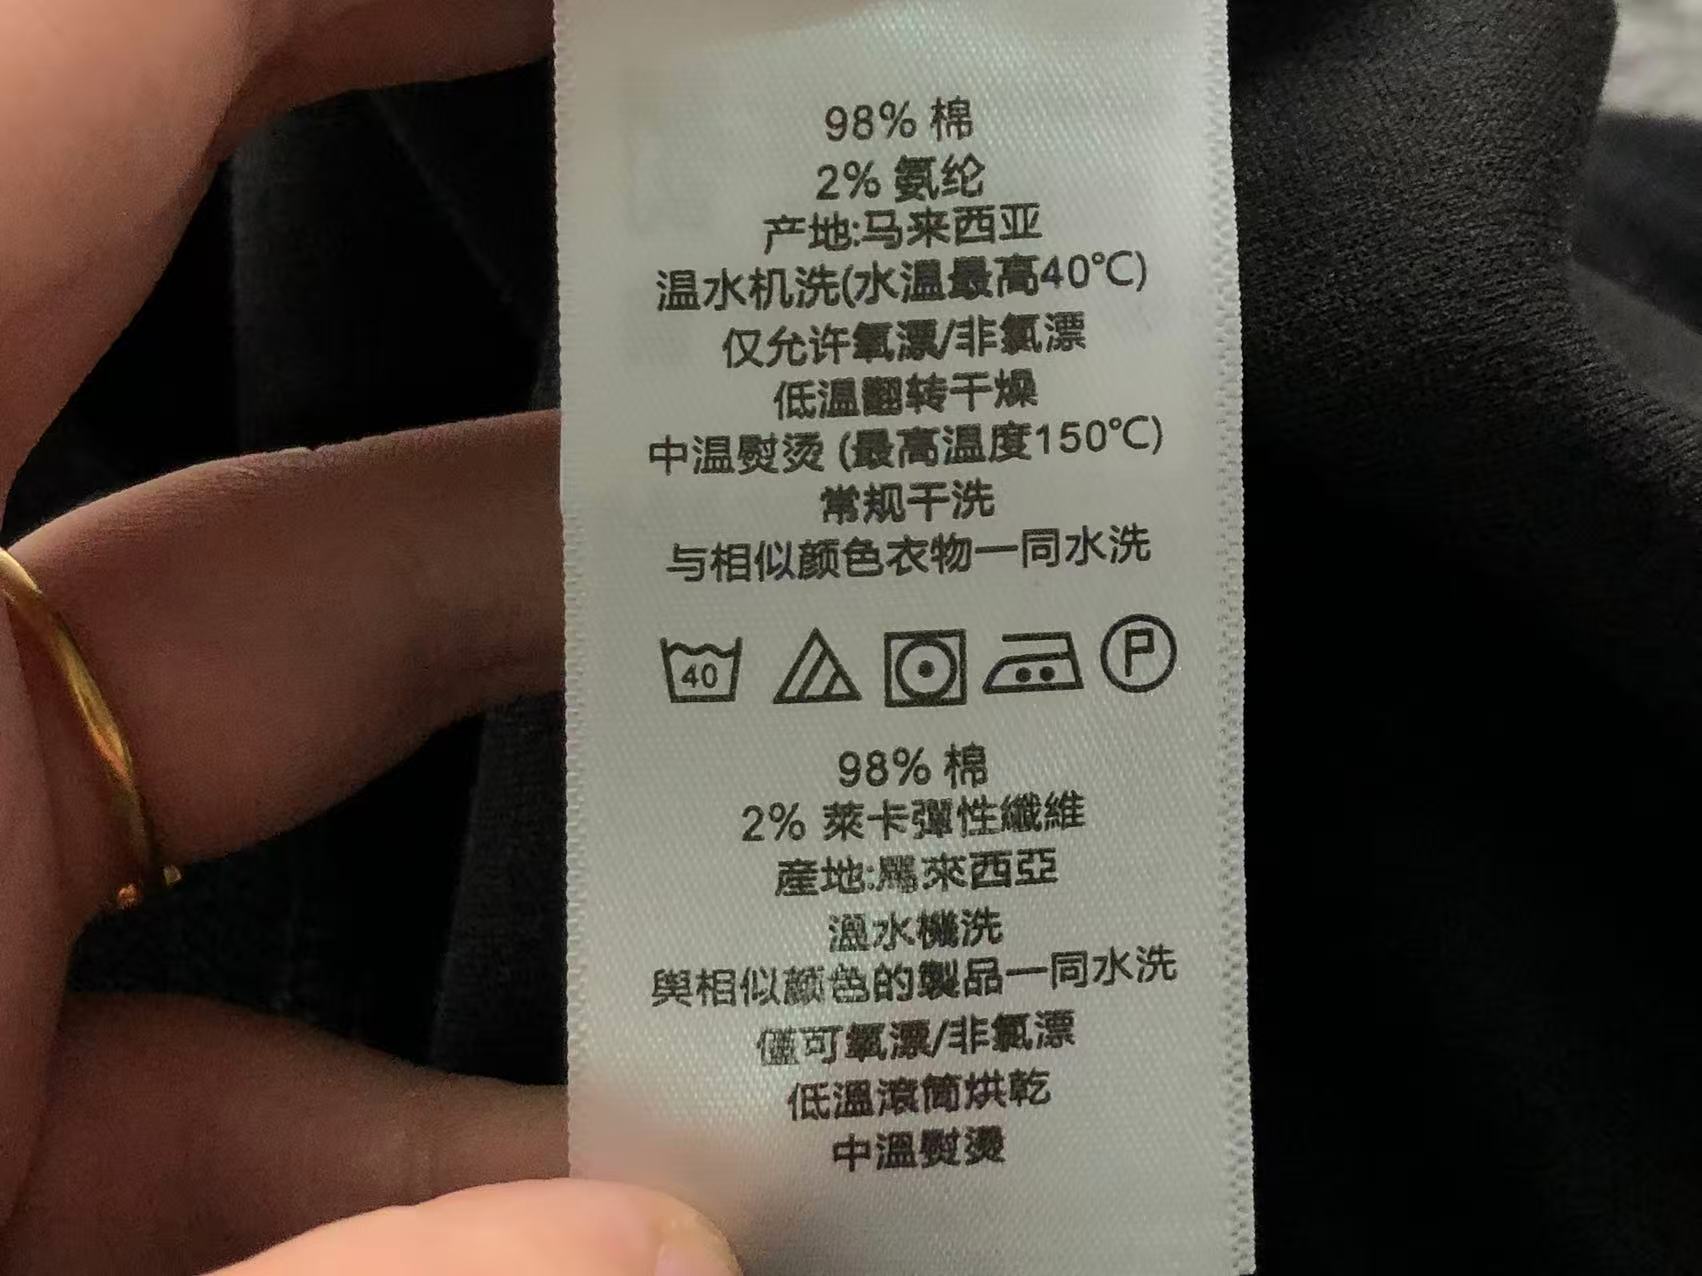 98% 棉
2% 氨纶
产地:马来西亚
温水机洗(水温最高40℃)
仅允许氧漂/非氯漂
低温翻转干燥
中温熨烫 (最高温度150℃)
常规干洗
与相似颜色衣物一同水洗
40 P
98% 棉
2% 萊卡彈性纖維
產地:馬來西亞
溫水機洗
與相似颜色的製品一同水洗
僅可氧漂/非氯漂
低溫滾筒烘乾
中溫熨燙